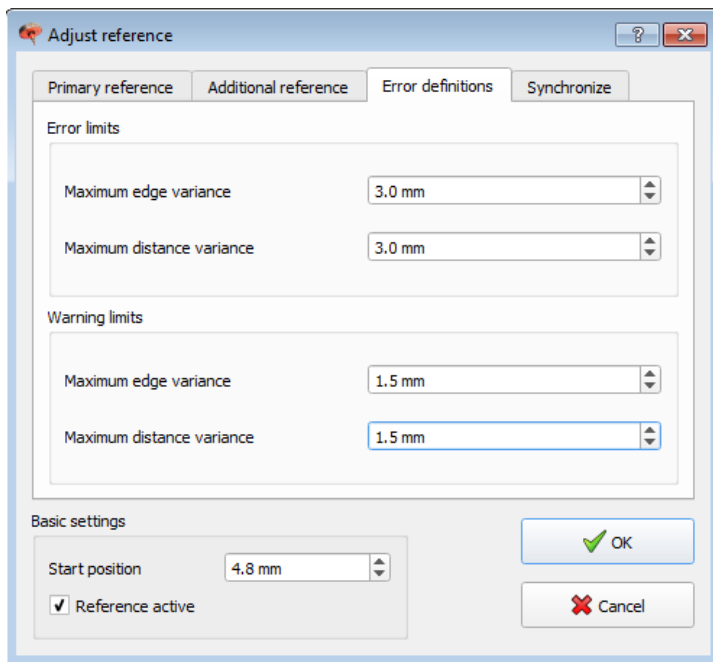 Adjust reference
Primary reference Additional reference Error definitions Synchronize
Error limits
Maximum edge variance 3.0 mm
Maximum distance variance 3.0 mm
Warning limits
Maximum edge variance 1.5 mm
Maximum distance variance 1.5 mm
Basic settings
Start position 4.8 mm
Reference active
OK
Cancel